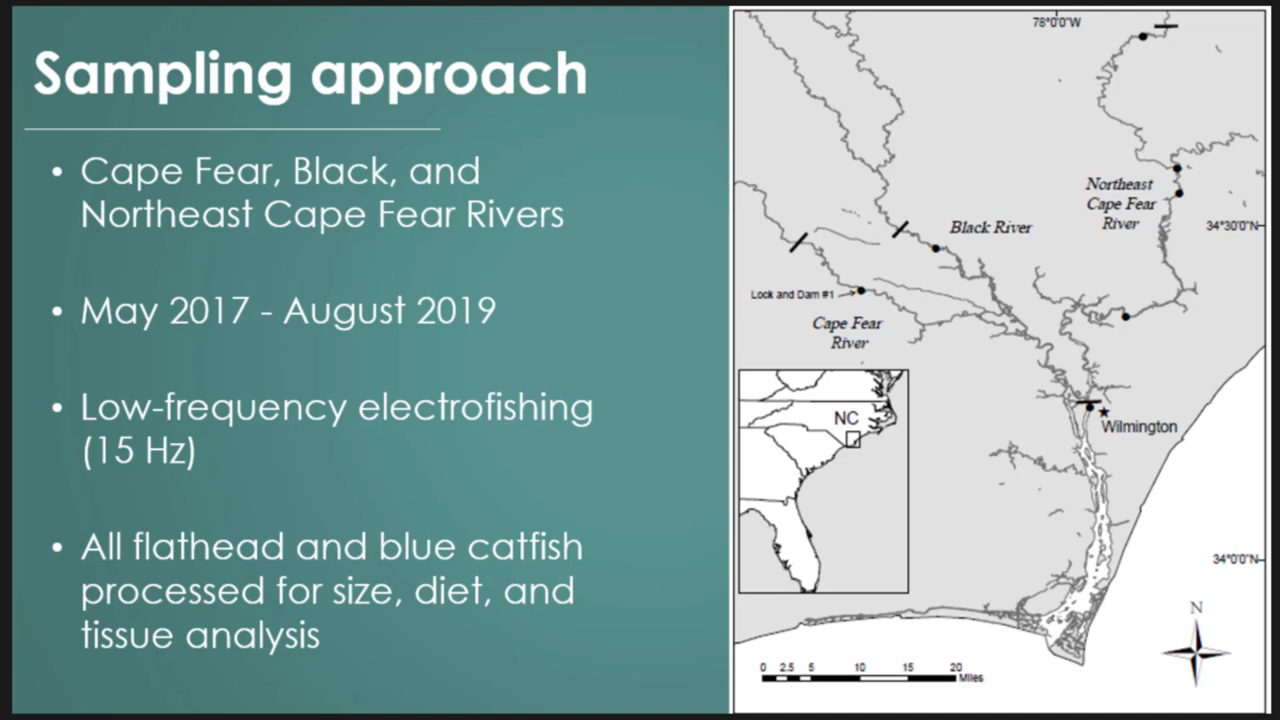 Sampling approach
• Cape Fear, Black, and
Northeast Cape Fear Rivers
• May 2017 - August 2019
• Low-frequency electrofishing
(15 Hz)
• All flathead and blue catfish
processed for size, diet, and
tissue analysis
78°0'0"W
Northeast
Cape Fear
River
34°30'0"N
Black River
Lock and Dam #1
Cape Fear
River
NC
Wilmington
34°0'0"N
N
0 2.5 5 10 15 20
Miles